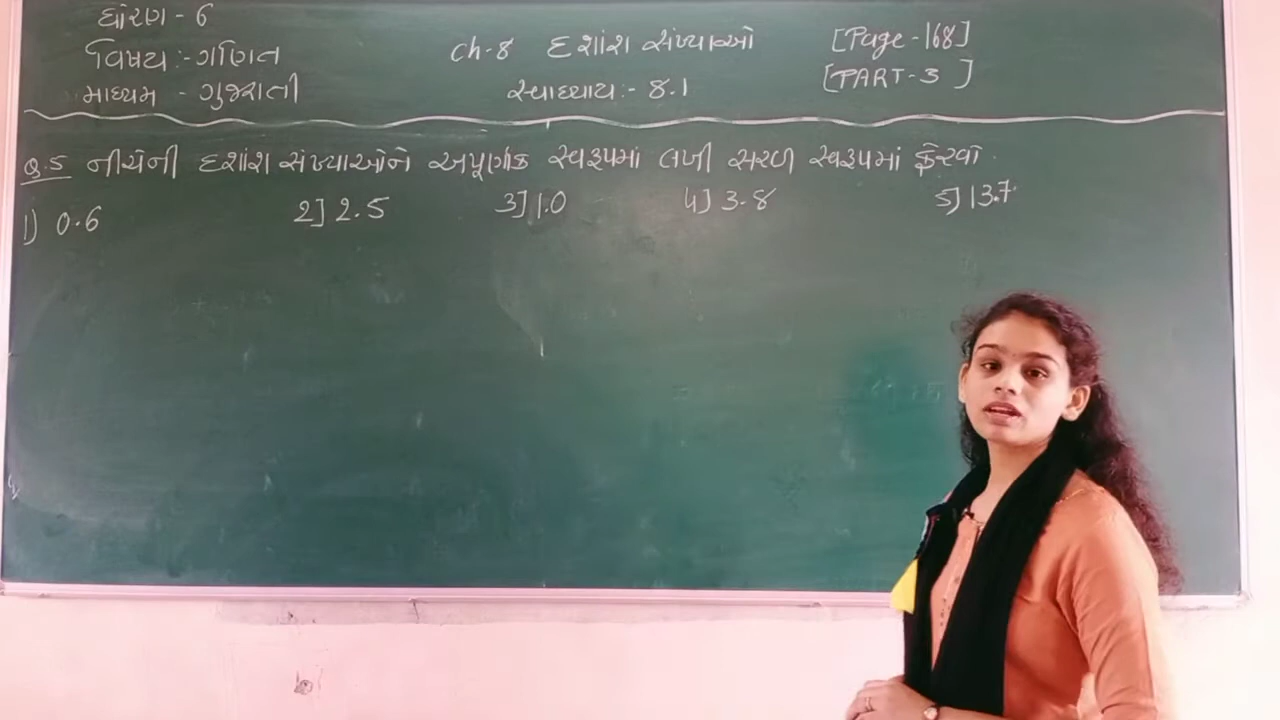 ધોરણ - 6
વિષય :- ગણિત
માધ્યમ - ગુજરાતી
ch-8 દશાંશ સંખ્યાઓ
સ્વાધ્યાય :- 8.1
[Page-168]
[PART-3]
Q.5 નીચેની દશાંશ સંખ્યાઓને અપૂર્ણાંક સ્વરૂપમાં લખી સરળ સ્વરૂપમાં ફેરવો.
1) 0.6 2] 2.5 3] 1.0 4] 3.8 5] 13.7